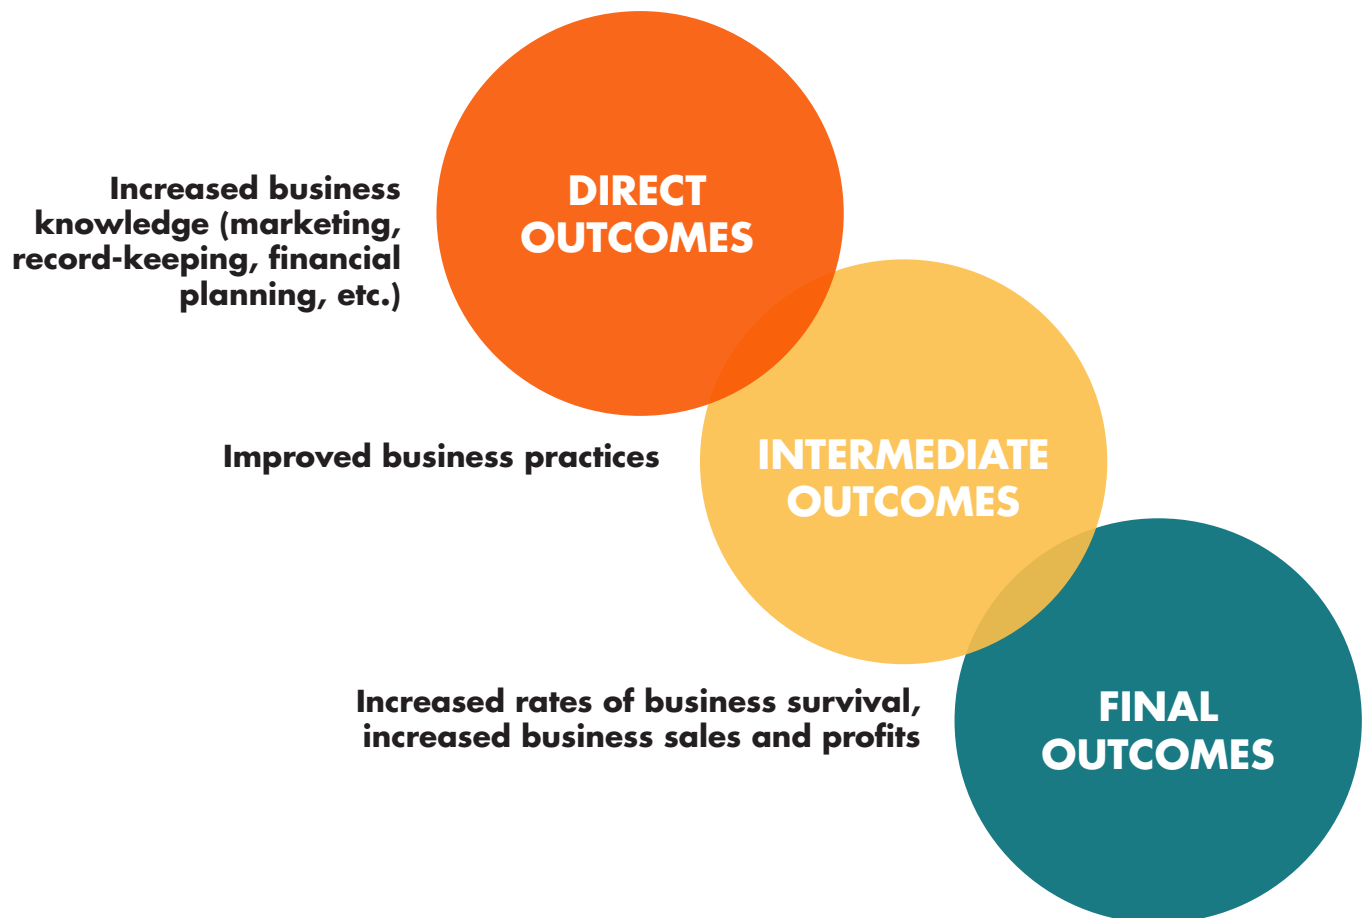 Increased business
knowledge (marketing,
record-keeping, financial
planning, etc.)
DIRECT
OUTCOMES
Improved business practices
INTERMEDIATE
OUTCOMES
Increased rates of business survival,
increased business sales and profits
FINAL
OUTCOMES